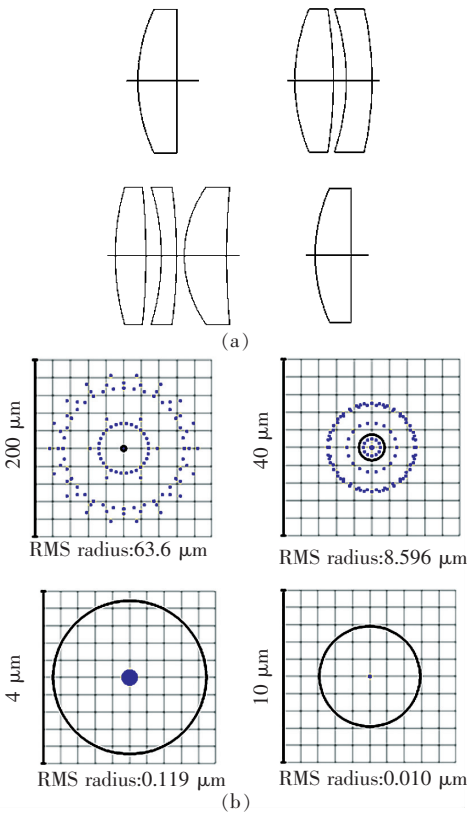 (a)
200 μm
40 μm
RMS radius:63.6 μm
RMS radius:8.596 μm
4 μm
10 μm
RMS radius:0.119 μm
RMS radius:0.010 μm
(b)